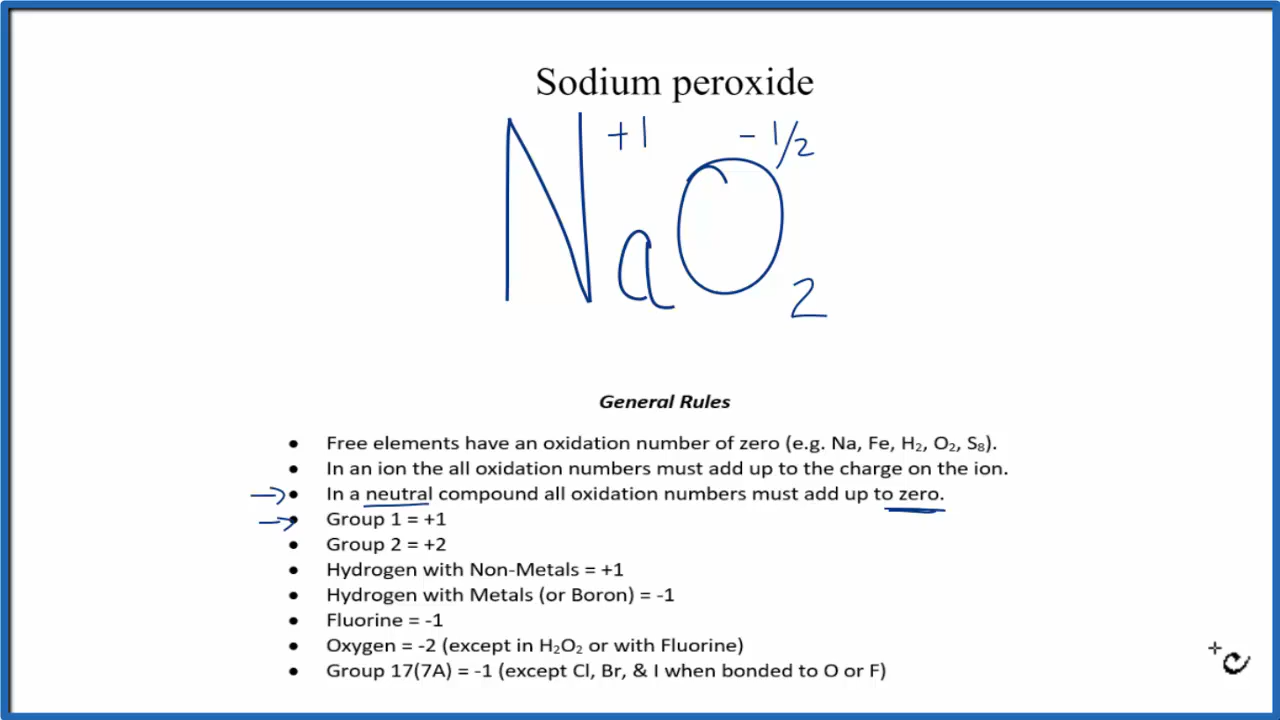 Sodium peroxide
+1 - 1/2
NaO2
General Rules
• Free elements have an oxidation number of zero (e.g. Na, Fe, H₂, O₂, S₈).
• In an ion the all oxidation numbers must add up to the charge on the ion.
→ • In a neutral compound all oxidation numbers must add up to zero.
→ • Group 1 = +1
• Group 2 = +2
• Hydrogen with Non-Metals = +1
• Hydrogen with Metals (or Boron) = -1
• Fluorine = -1
• Oxygen = -2 (except in H₂O₂ or with Fluorine)
• Group 17(7A) = -1 (except Cl, Br, & I when bonded to O or F)